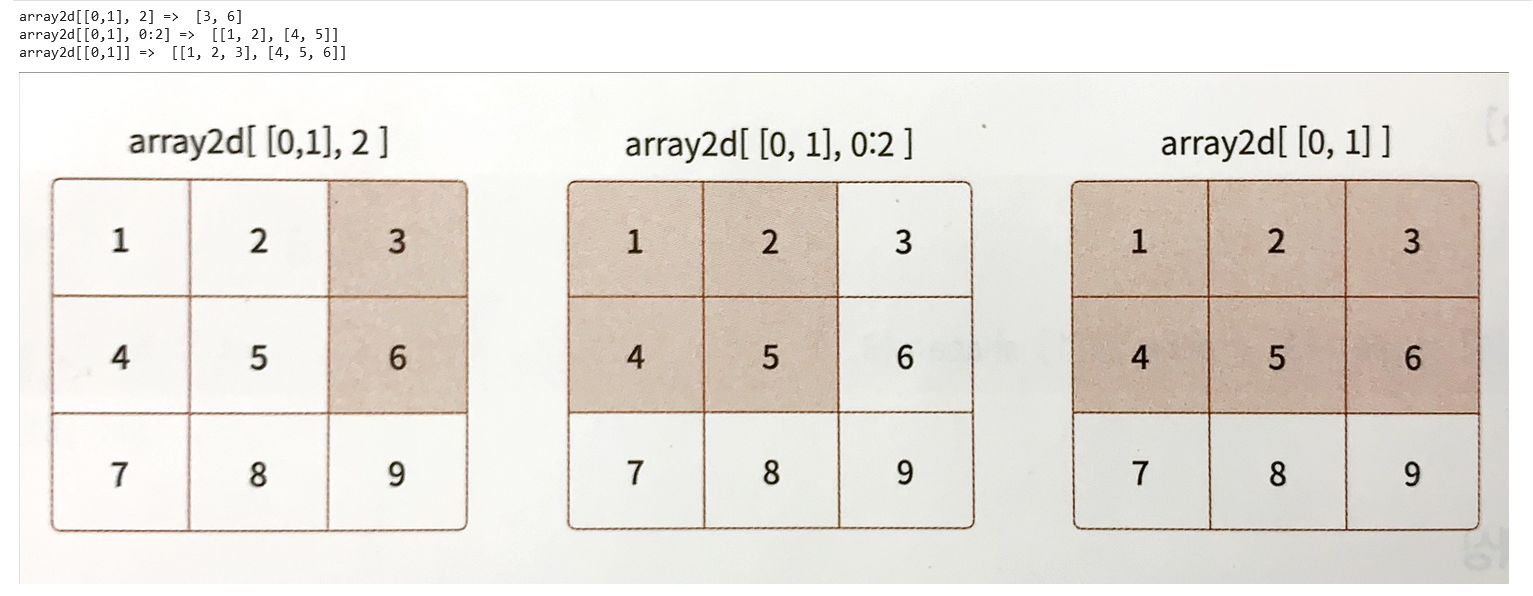 array2d[[0,1], 2] =>  [3, 6]
array2d[[0,1], 0:2] =>  [[1, 2], [4, 5]]
array2d[[0,1]] =>  [[1, 2, 3], [4, 5, 6]]
array2d[ [0,1], 2 ]
1 2 3
4 5 6
7 8 9
array2d[ [0, 1], 0:2 ]
1 2 3
4 5 6
7 8 9
array2d[ [0, 1] ]
1 2 3
4 5 6
7 8 9